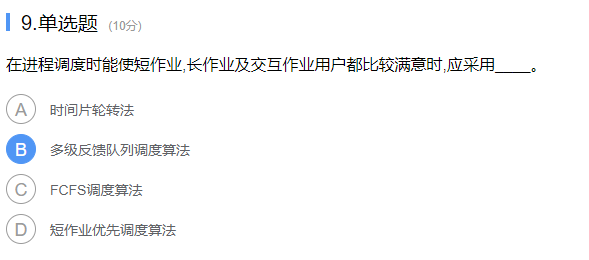 9.单选题 (10分)
在进程调度时能使短作业,长作业及交互作业用户都比较满意时,应采用____。
A 时间片轮转法
B 多级反馈队列调度算法
C FCFS调度算法
D 短作业优先调度算法